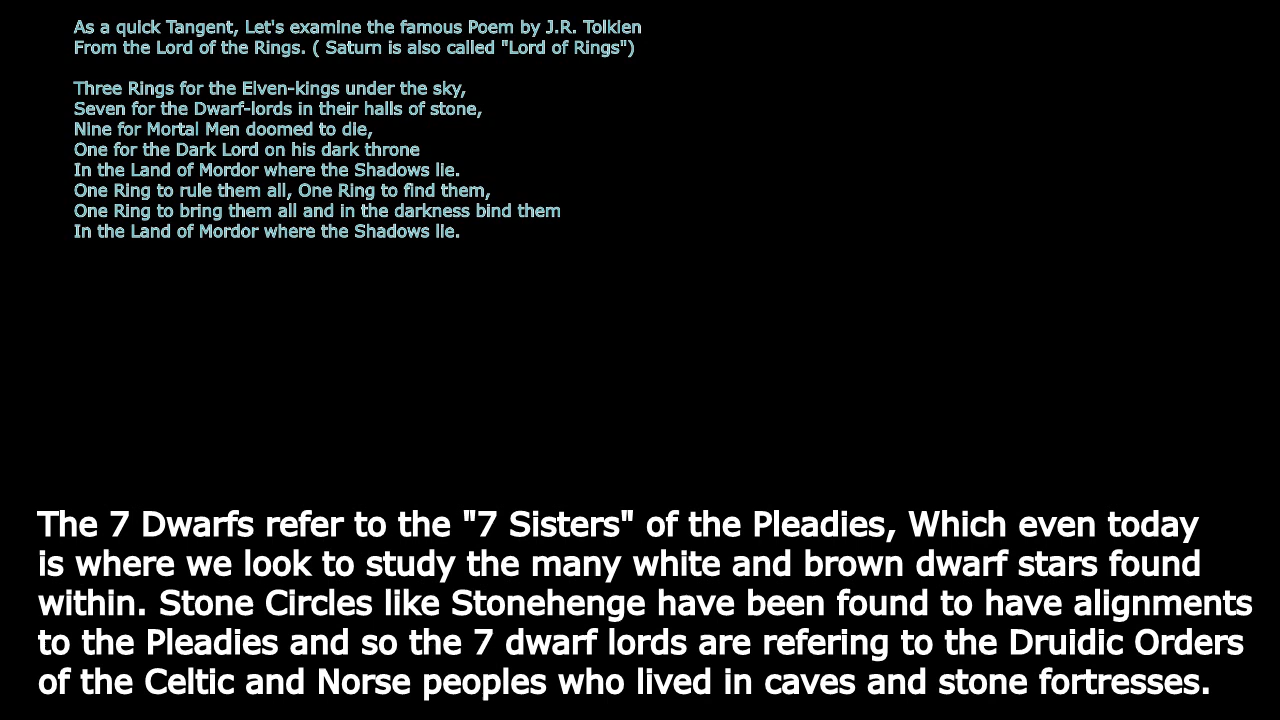 As a quick Tangent, Let's examine the famous Poem by J.R. Tolkien
From the Lord of the Rings. ( Saturn is also called "Lord of Rings")
Three Rings for the Elven-kings under the sky,
Seven for the Dwarf-lords in their halls of stone,
Nine for Mortal Men doomed to die,
One for the Dark Lord on his dark throne
In the Land of Mordor where the Shadows lie.
One Ring to rule them all, One Ring to find them,
One Ring to bring them all and in the darkness bind them
In the Land of Mordor where the Shadows lie.
The 7 Dwarfs refer to the "7 Sisters" of the Pleadies, Which even today
is where we look to study the many white and brown dwarf stars found
within. Stone Circles like Stonehenge have been found to have alignments
to the Pleadies and so the 7 dwarf lords are refering to the Druidic Orders
of the Celtic and Norse peoples who lived in caves and stone fortresses.